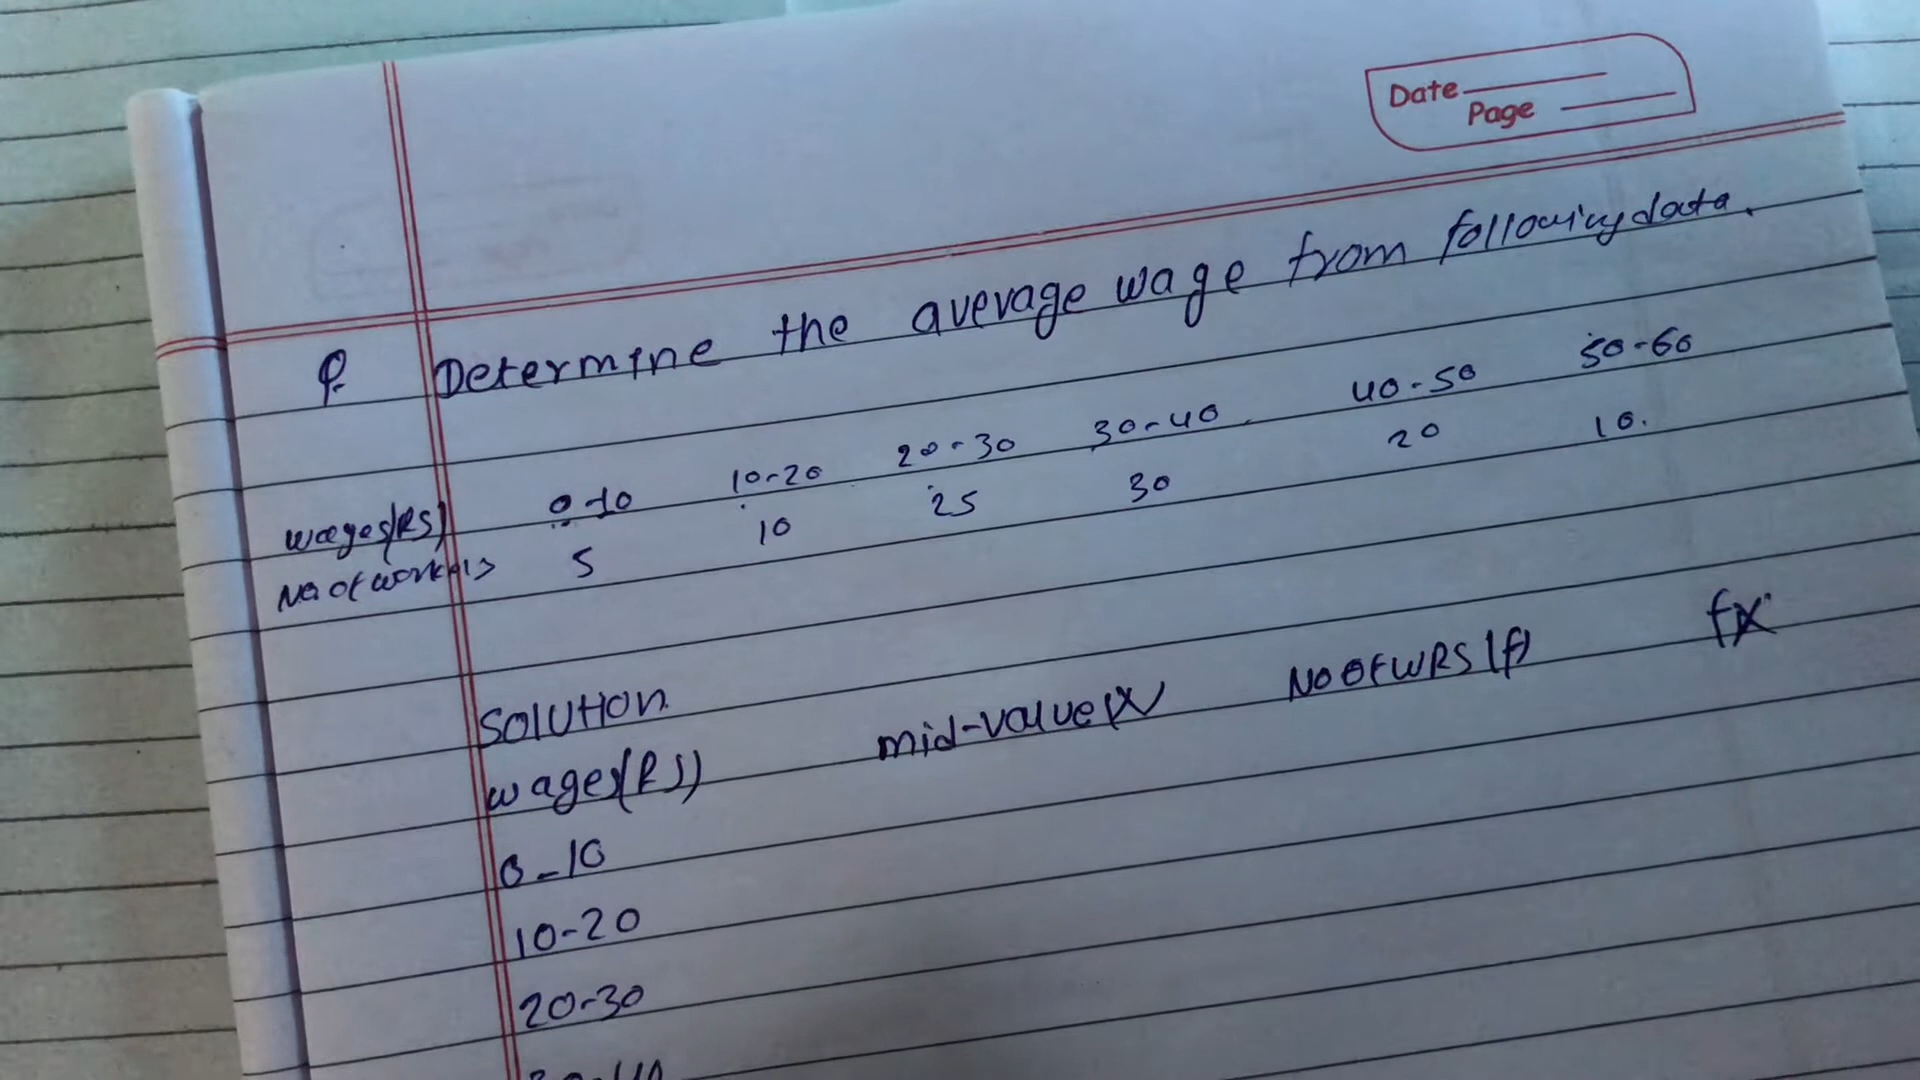 Date
Page
Q. Determine the average wage from following data.
Wages(RS) 0-10 10-20 20-30 30-40 40-50 50-60
No of workers 5 10 25 30 20 10.
Solution
wages(RS) mid-value(X) No of WRS(f) fX
0-10
10-20
20-30
30-40